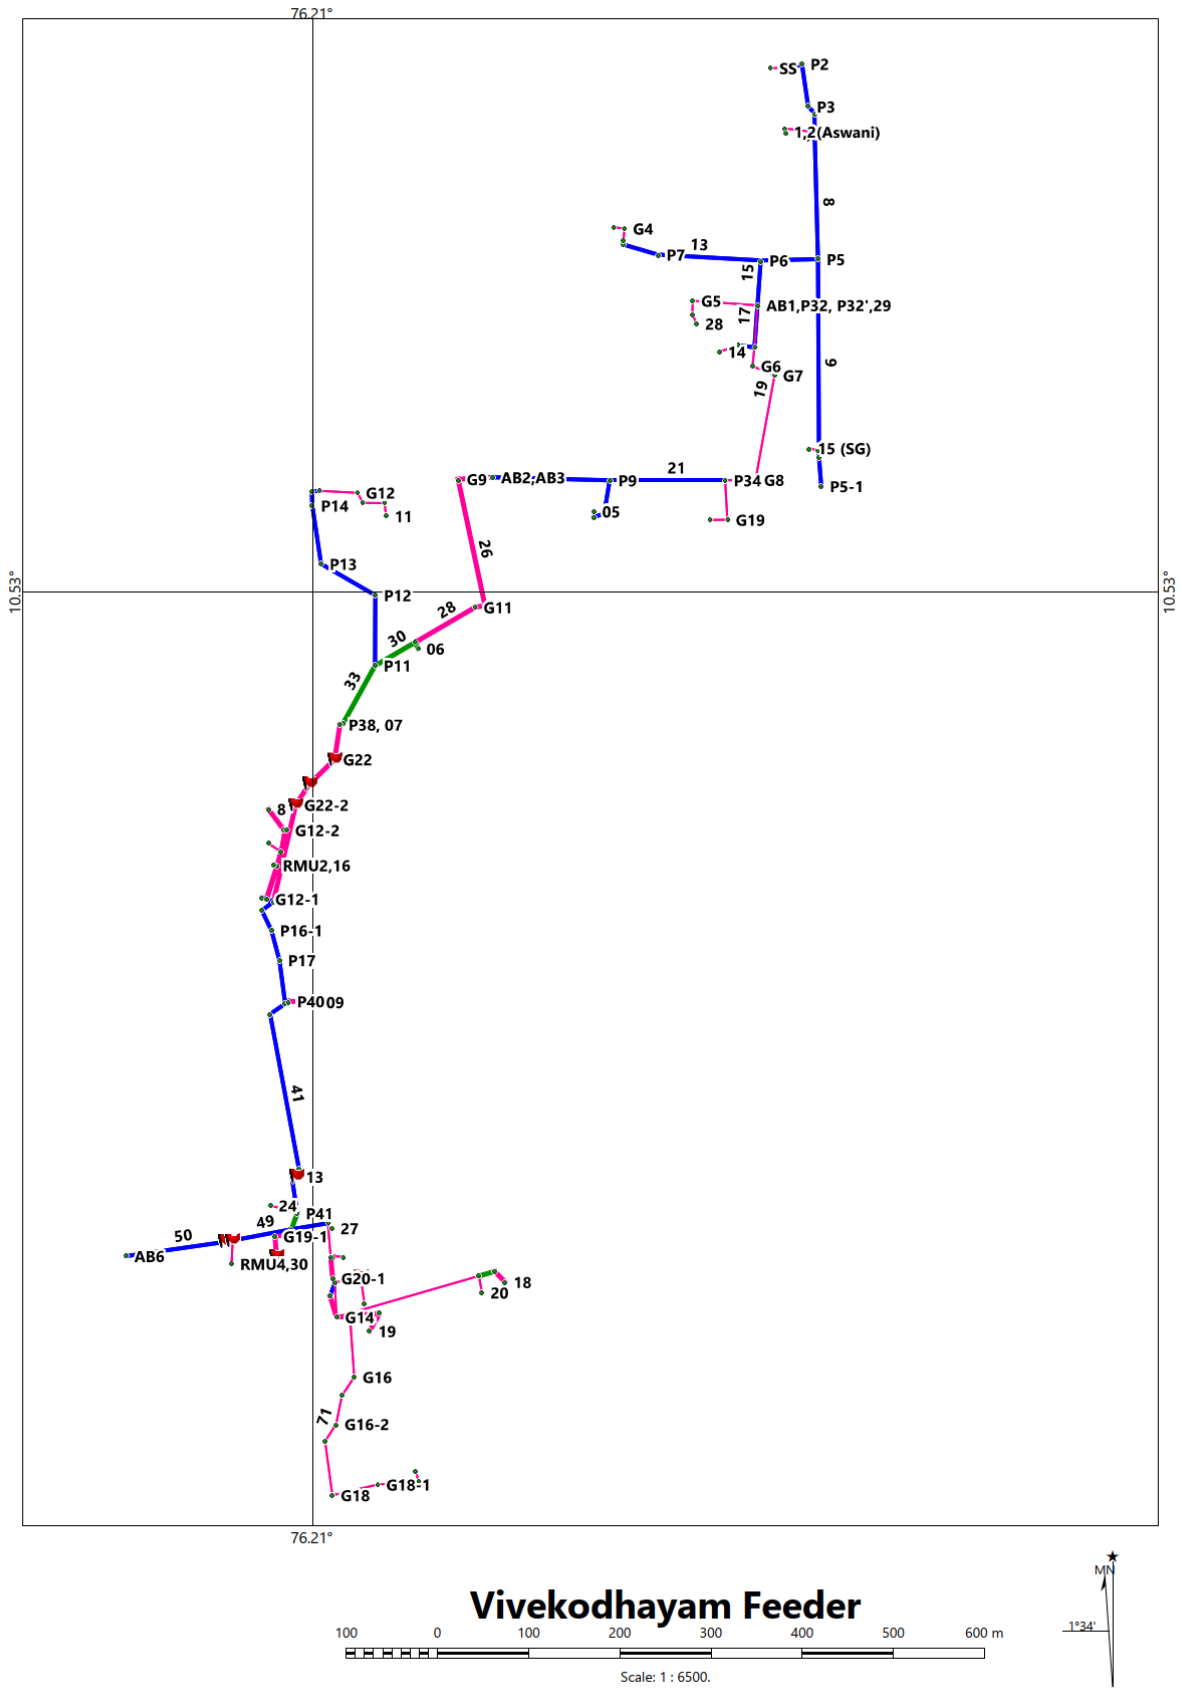 76.21°
SS
P2
P3
1,2(Aswani)
8
G4
13
P7
15
P6
P5
G5
17
AB1,P32, P32',29
28
14
G6
G7
19
6
15 (SG)
21
G9
AB2,AB3
P9
P34
G8
P5-1
G12
P14
11
05
G19
26
P13
10.53°
10.53°
P12
28
G11
30
06
P11
33
P38, 07
G22
8
G22-2
G12-2
RMU2,16
G12-1
P16-1
P17
P40
09
41
13
24
P41
49
27
50
G19-1
AB6
RMU4,30
G20-1
18
20
G14
19
G16
71
G16-2
G18-1
G18
76.21°
MN
Vivekodhayam Feeder
1°34'
100 0 100 200 300 400 500 600 m
Scale: 1 : 6500.